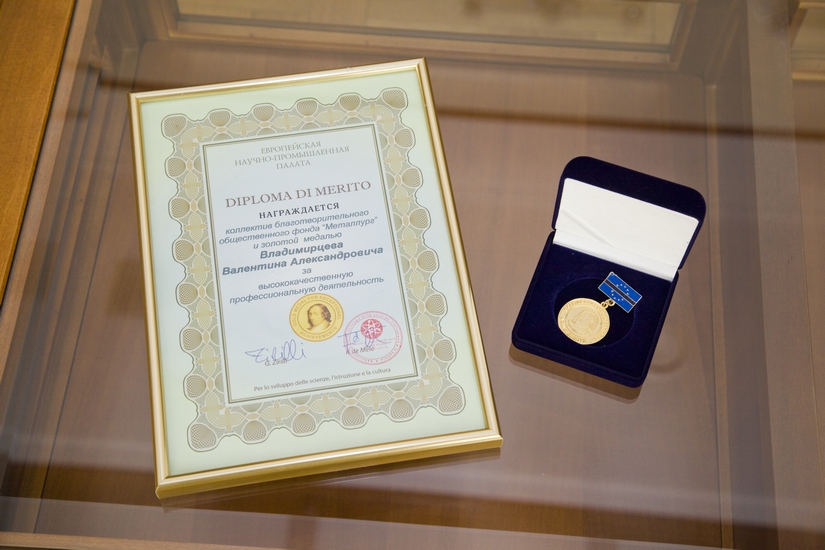 ЕВРОПЕЙСКАЯ
НАУЧНО-ПРОМЫШЛЕННАЯ
ПАЛАТА
DIPLOMA DI MERITO
НАГРАЖДАЕТСЯ
коллектив благотворительного
общественного фонда "Металлург"
и золотой медалью
Владимирцева
Валентина Александровича
за
высококачественную
профессиональную деятельность
Per lo sviluppo delle scienze, l'istruzione e la cultura